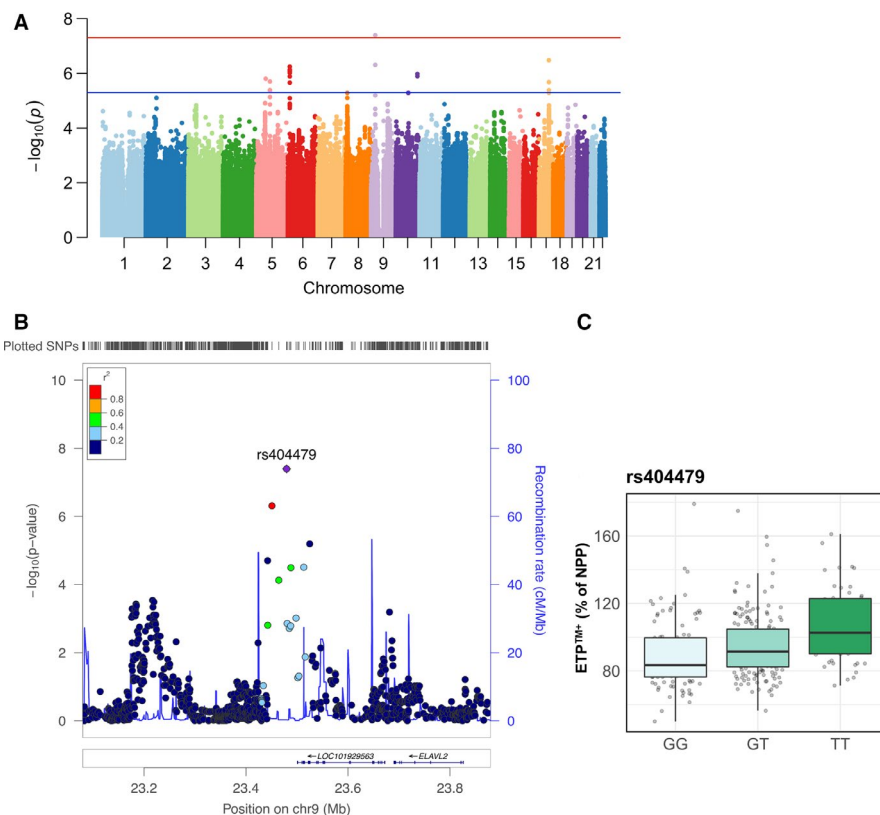 A
8
6
4
2
0
− log10(p)
1 2 3 4 5 6 7 8 9 11 13 15 18 21
Chromosome
B
Plotted SNPs
10
8
6
4
2
0
−log10(p−value)
r2
0.8
0.6
0.4
0.2
rs404479
100
80
60
40
20
0
Recombination rate (cM/Mb)
LOC101929563
ELAVL2
23.2 23.4 23.6 23.8
Position on chr9 (Mb)
C
rs404479
160
120
80
ETPTM+ (% of NPP)
GG GT TT